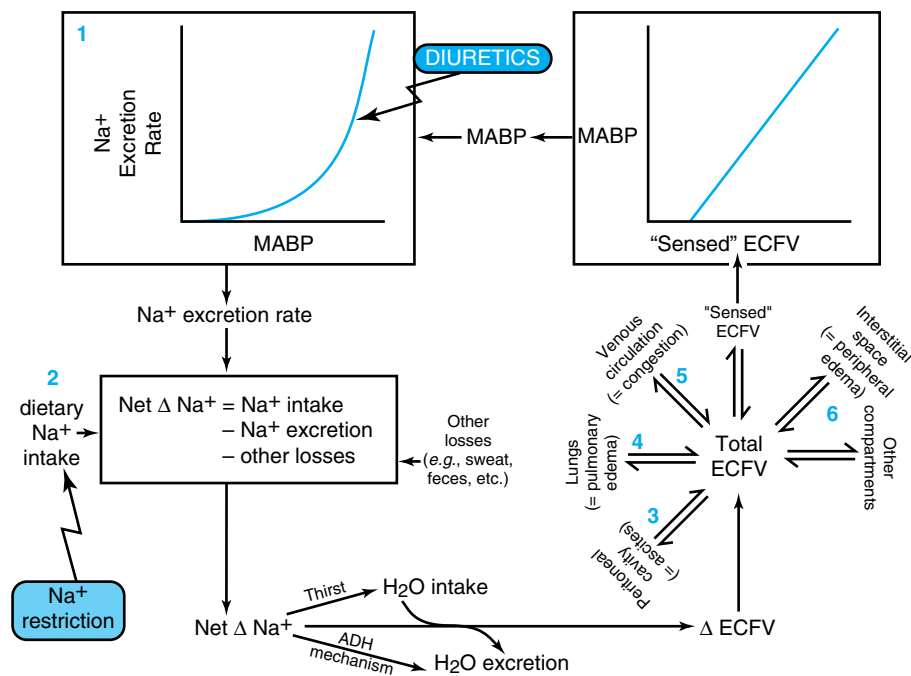 1
DIURETICS
Na+
Excretion
Rate
MABP
MABP
MABP
"Sensed" ECFV
Na+ excretion rate
2
dietary
Na+
intake
Net Δ Na+ = Na+ intake
– Na+ excretion
– other losses
Other
losses
(e.g., sweat,
feces, etc.)
Na+
restriction
"Sensed"
ECFV
Venous
circulation
(= congestion)
5
Interstitial
space
(= peripheral
edema)
6
Lungs
(= pulmonary
edema)
4
Total
ECFV
Other
compartments
3
Peritoneal
cavity
(= ascites)
Net Δ Na+
Thirst
H2O intake
ADH
mechanism
H2O excretion
Δ ECFV